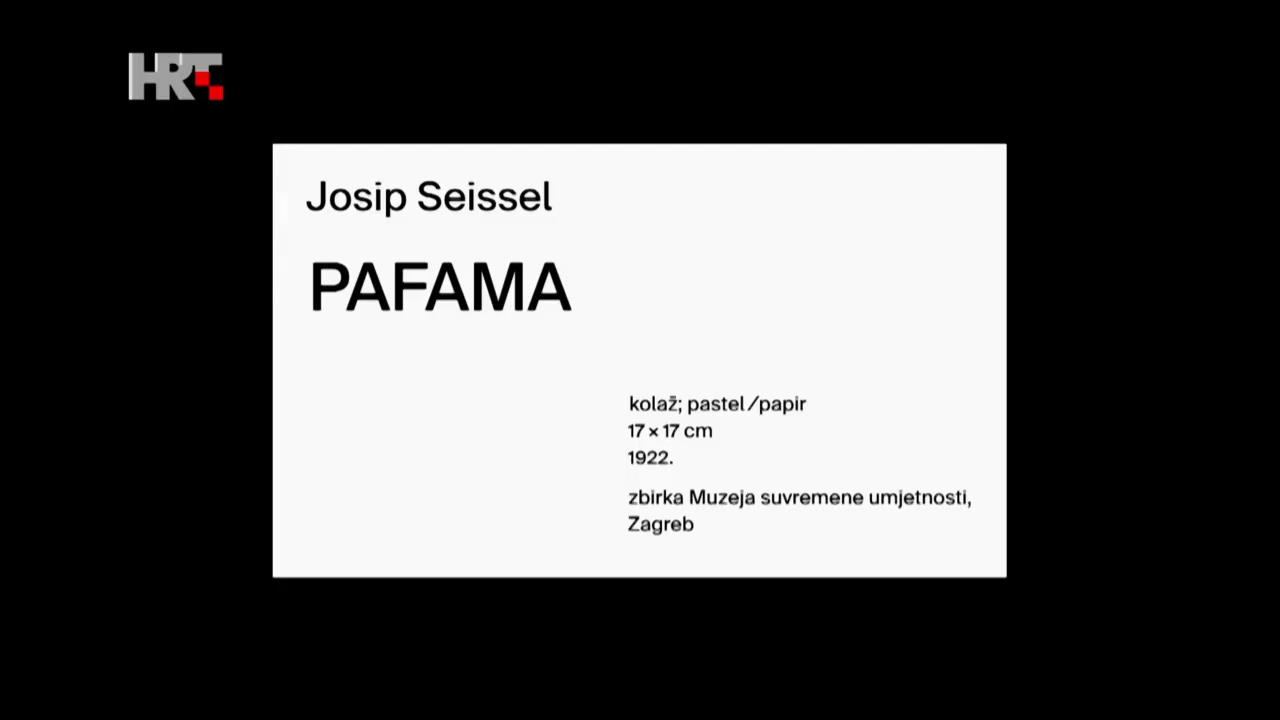 HRT
Josip Seissel
PAFAMA
kolaž; pastel/papir
17 × 17 cm
1922.
zbirka Muzeja suvremene umjetnosti,
Zagreb